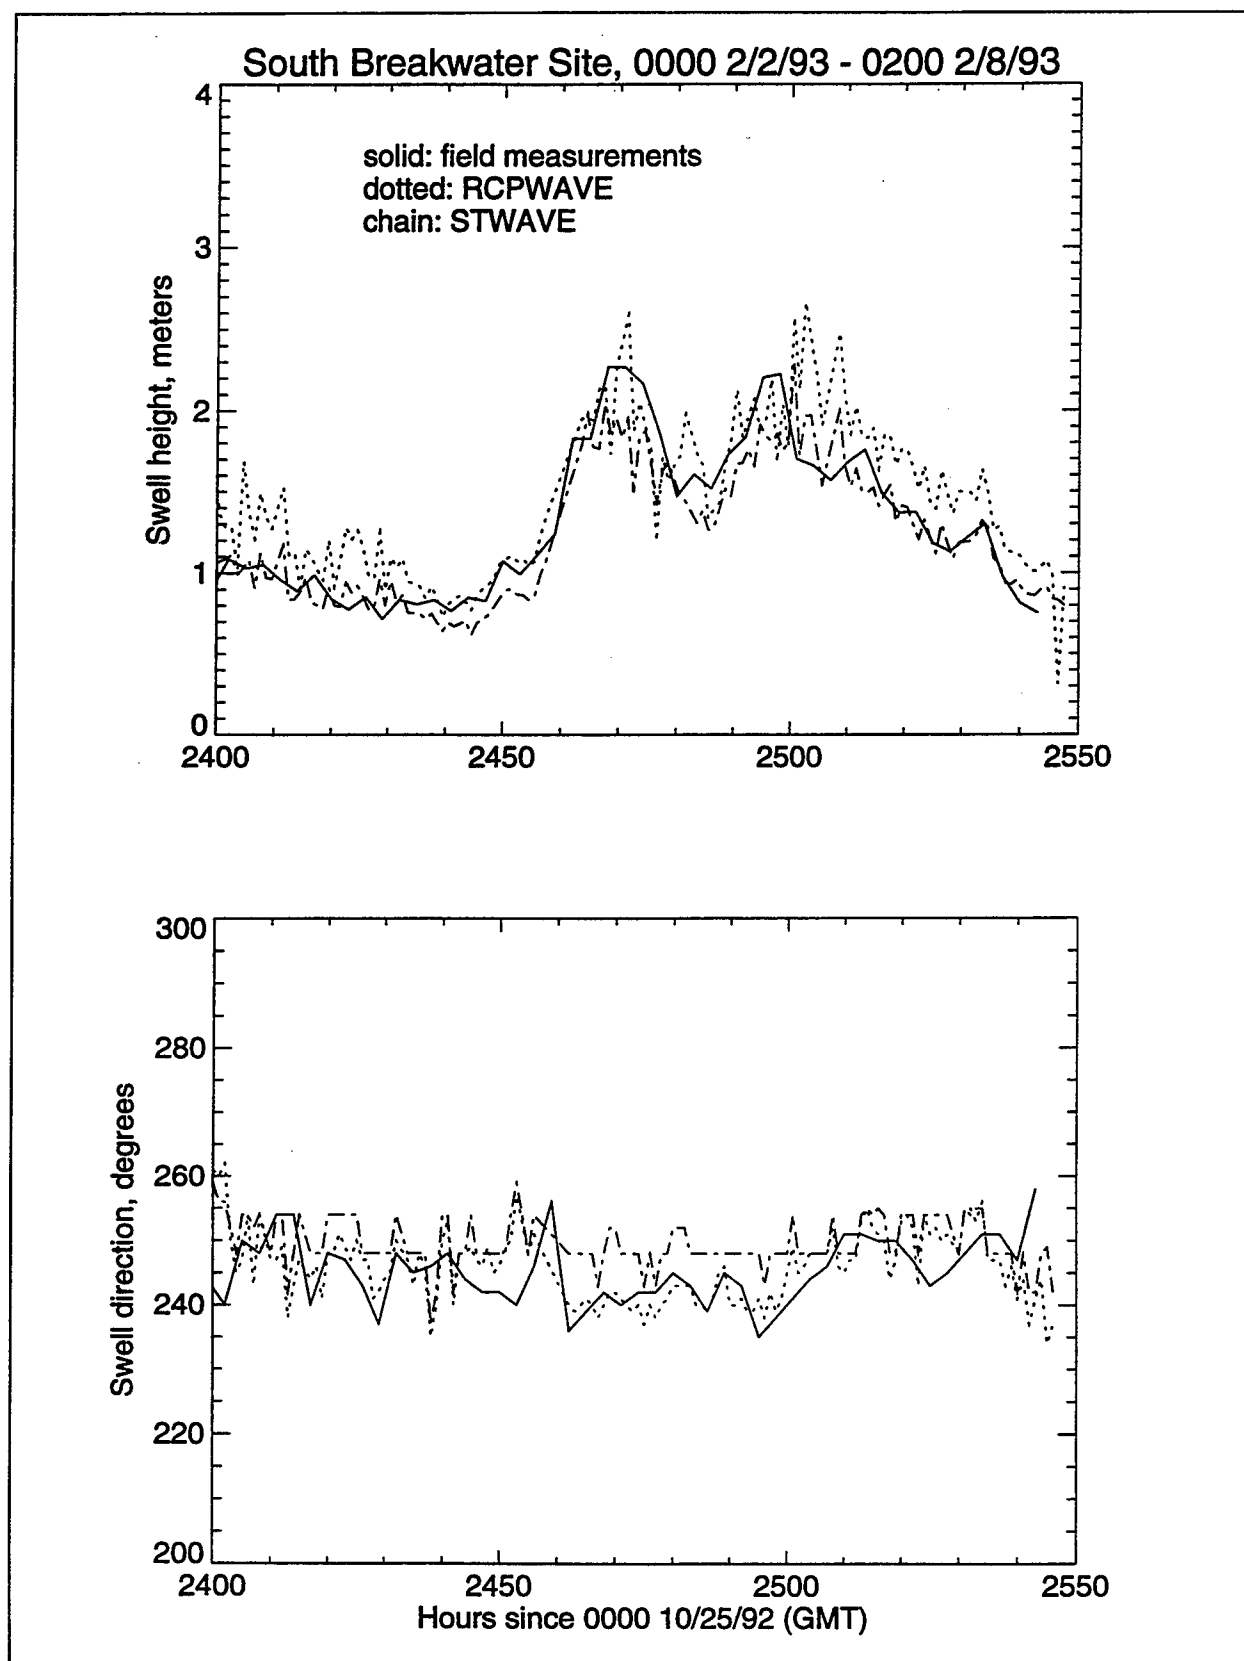 South Breakwater Site, 0000 2/2/93 - 0200 2/8/93
solid: field measurements
dotted: RCPWAVE
chain: STWAVE
Swell height, meters
4
3
2
1
0
2400 2450 2500 2550
Swell direction, degrees
300
280
260
240
220
200
2400 2450 2500 2550
Hours since 0000 10/25/92 (GMT)